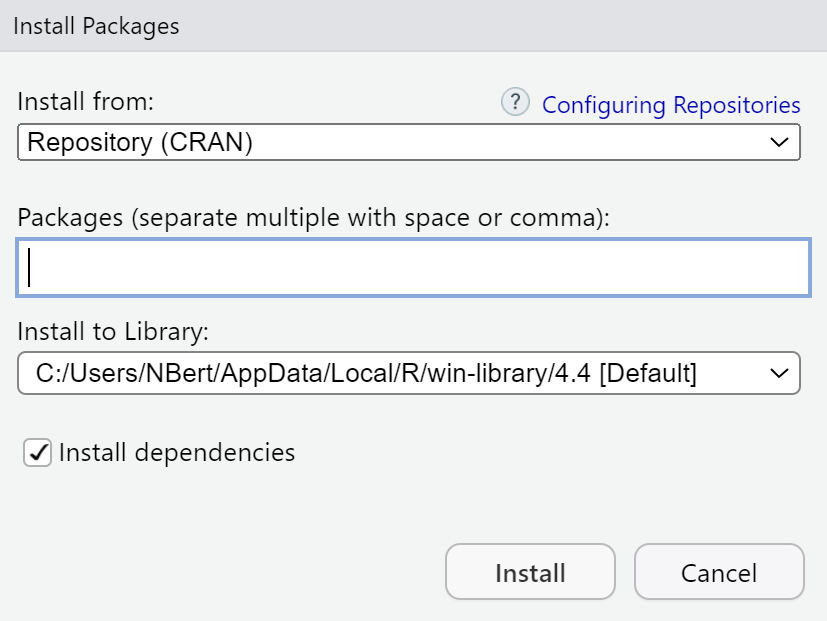 Install Packages
Install from:
? Configuring Repositories
Repository (CRAN)
Packages (separate multiple with space or comma):
Install to Library:
C:/Users/NBert/AppData/Local/R/win-library/4.4 [Default]
Install dependencies
Install Cancel